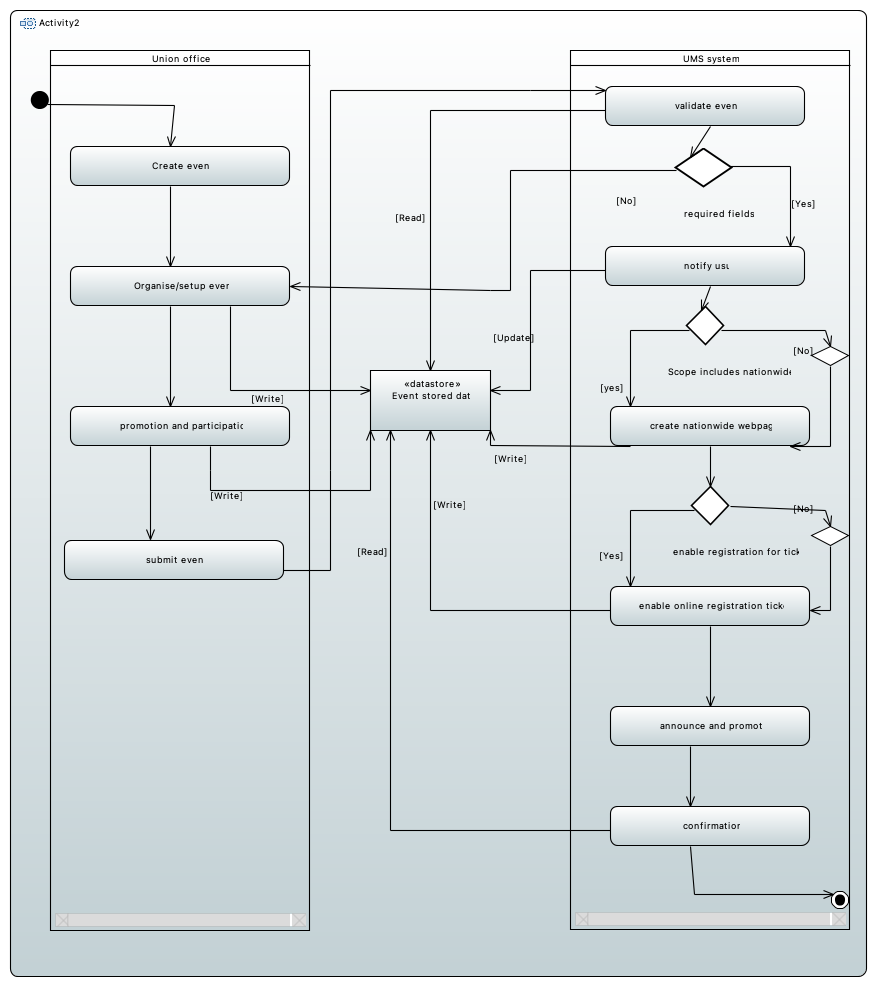 Activity2
Union office
UMS system
validate even
Create even
[No]
[Yes]
required fields
[Read]
notify usu
Organise/setup ever
[Update]
[No]
Scope includes nationwide
«datastore»
Event stored dat
[yes]
[Write]
promotion and participatic
create nationwide webpag
[Write]
[Write]
[Write]
[No]
[Read]
enable registration for tick
[Yes]
submit even
enable online registration tick
announce and promot
confirmation